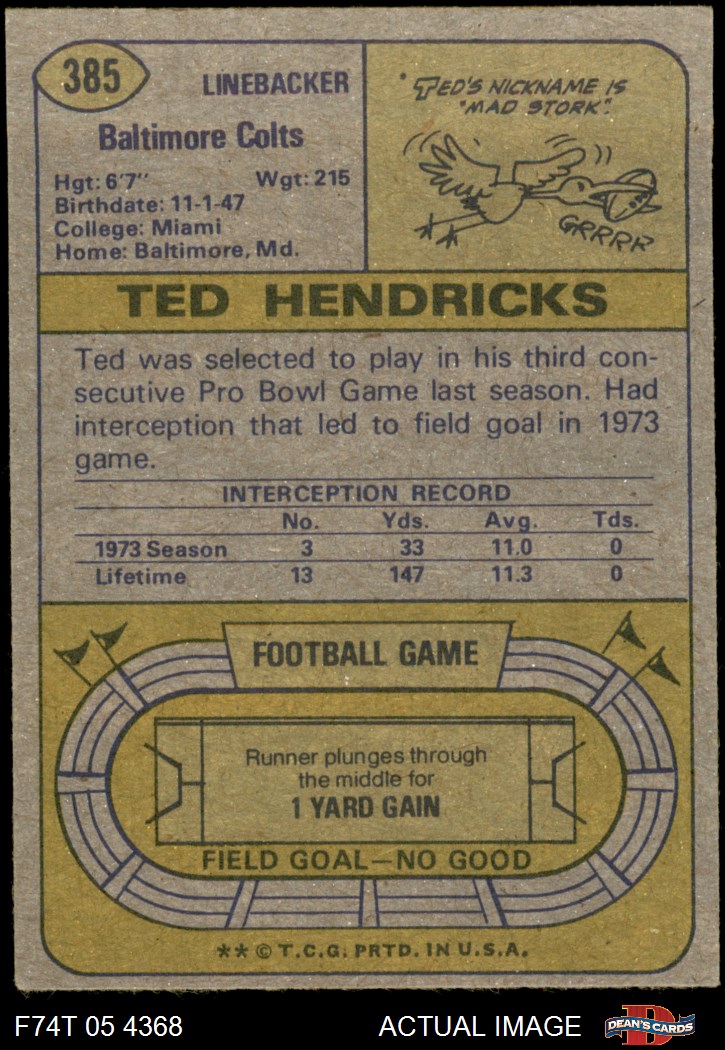 385
LINEBACKER
Baltimore Colts
Hgt: 6'7" Wgt: 215
Birthdate: 11-1-47
College: Miami
Home: Baltimore, Md.
TED'S NICKNAME IS
"MAD STORK".
GRRRR
TED HENDRICKS
Ted was selected to play in his third con-
secutive Pro Bowl Game last season. Had
interception that led to field goal in 1973
game.
INTERCEPTION RECORD
No. Yds. Avg. Tds.
1973 Season 3 33 11.0 0
Lifetime 13 147 11.3 0
FOOTBALL GAME
Runner plunges through
the middle for
1 YARD GAIN
FIELD GOAL—NO GOOD
** © T.C.G. PRTD. IN U.S.A.
F74T 05 4368 ACTUAL IMAGE
D
DEAN'S CARDS